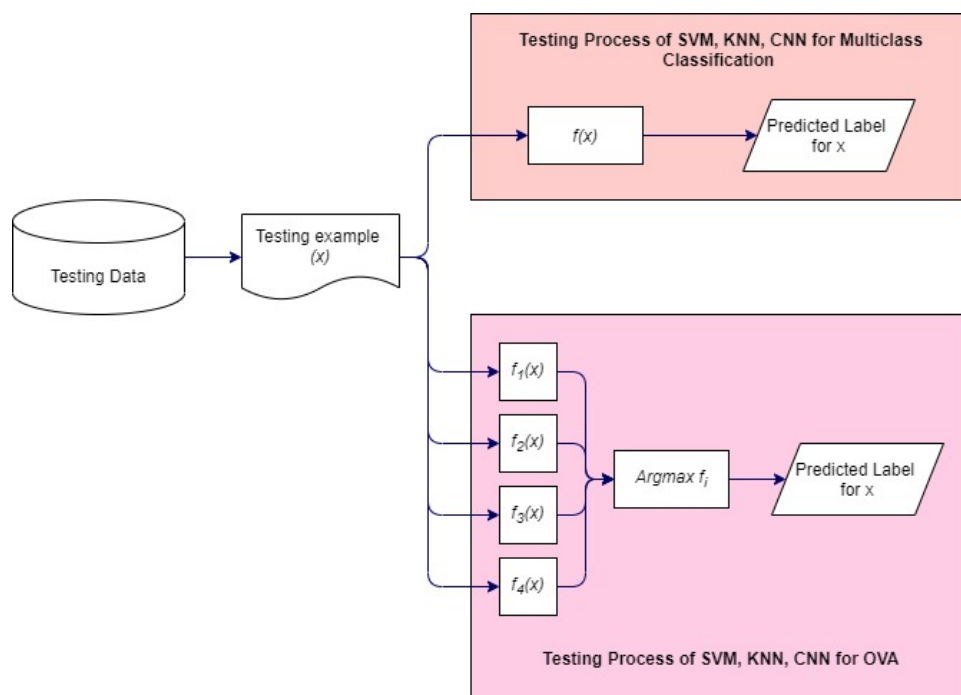 Testing Process of SVM, KNN, CNN for Multiclass
Classification
f(x)
Predicted Label
for x
Testing Data
Testing example
(x)
f₁(x)
f₂(x)
f₃(x)
f₄(x)
Argmax fᵢ
Predicted Label
for x
Testing Process of SVM, KNN, CNN for OVA